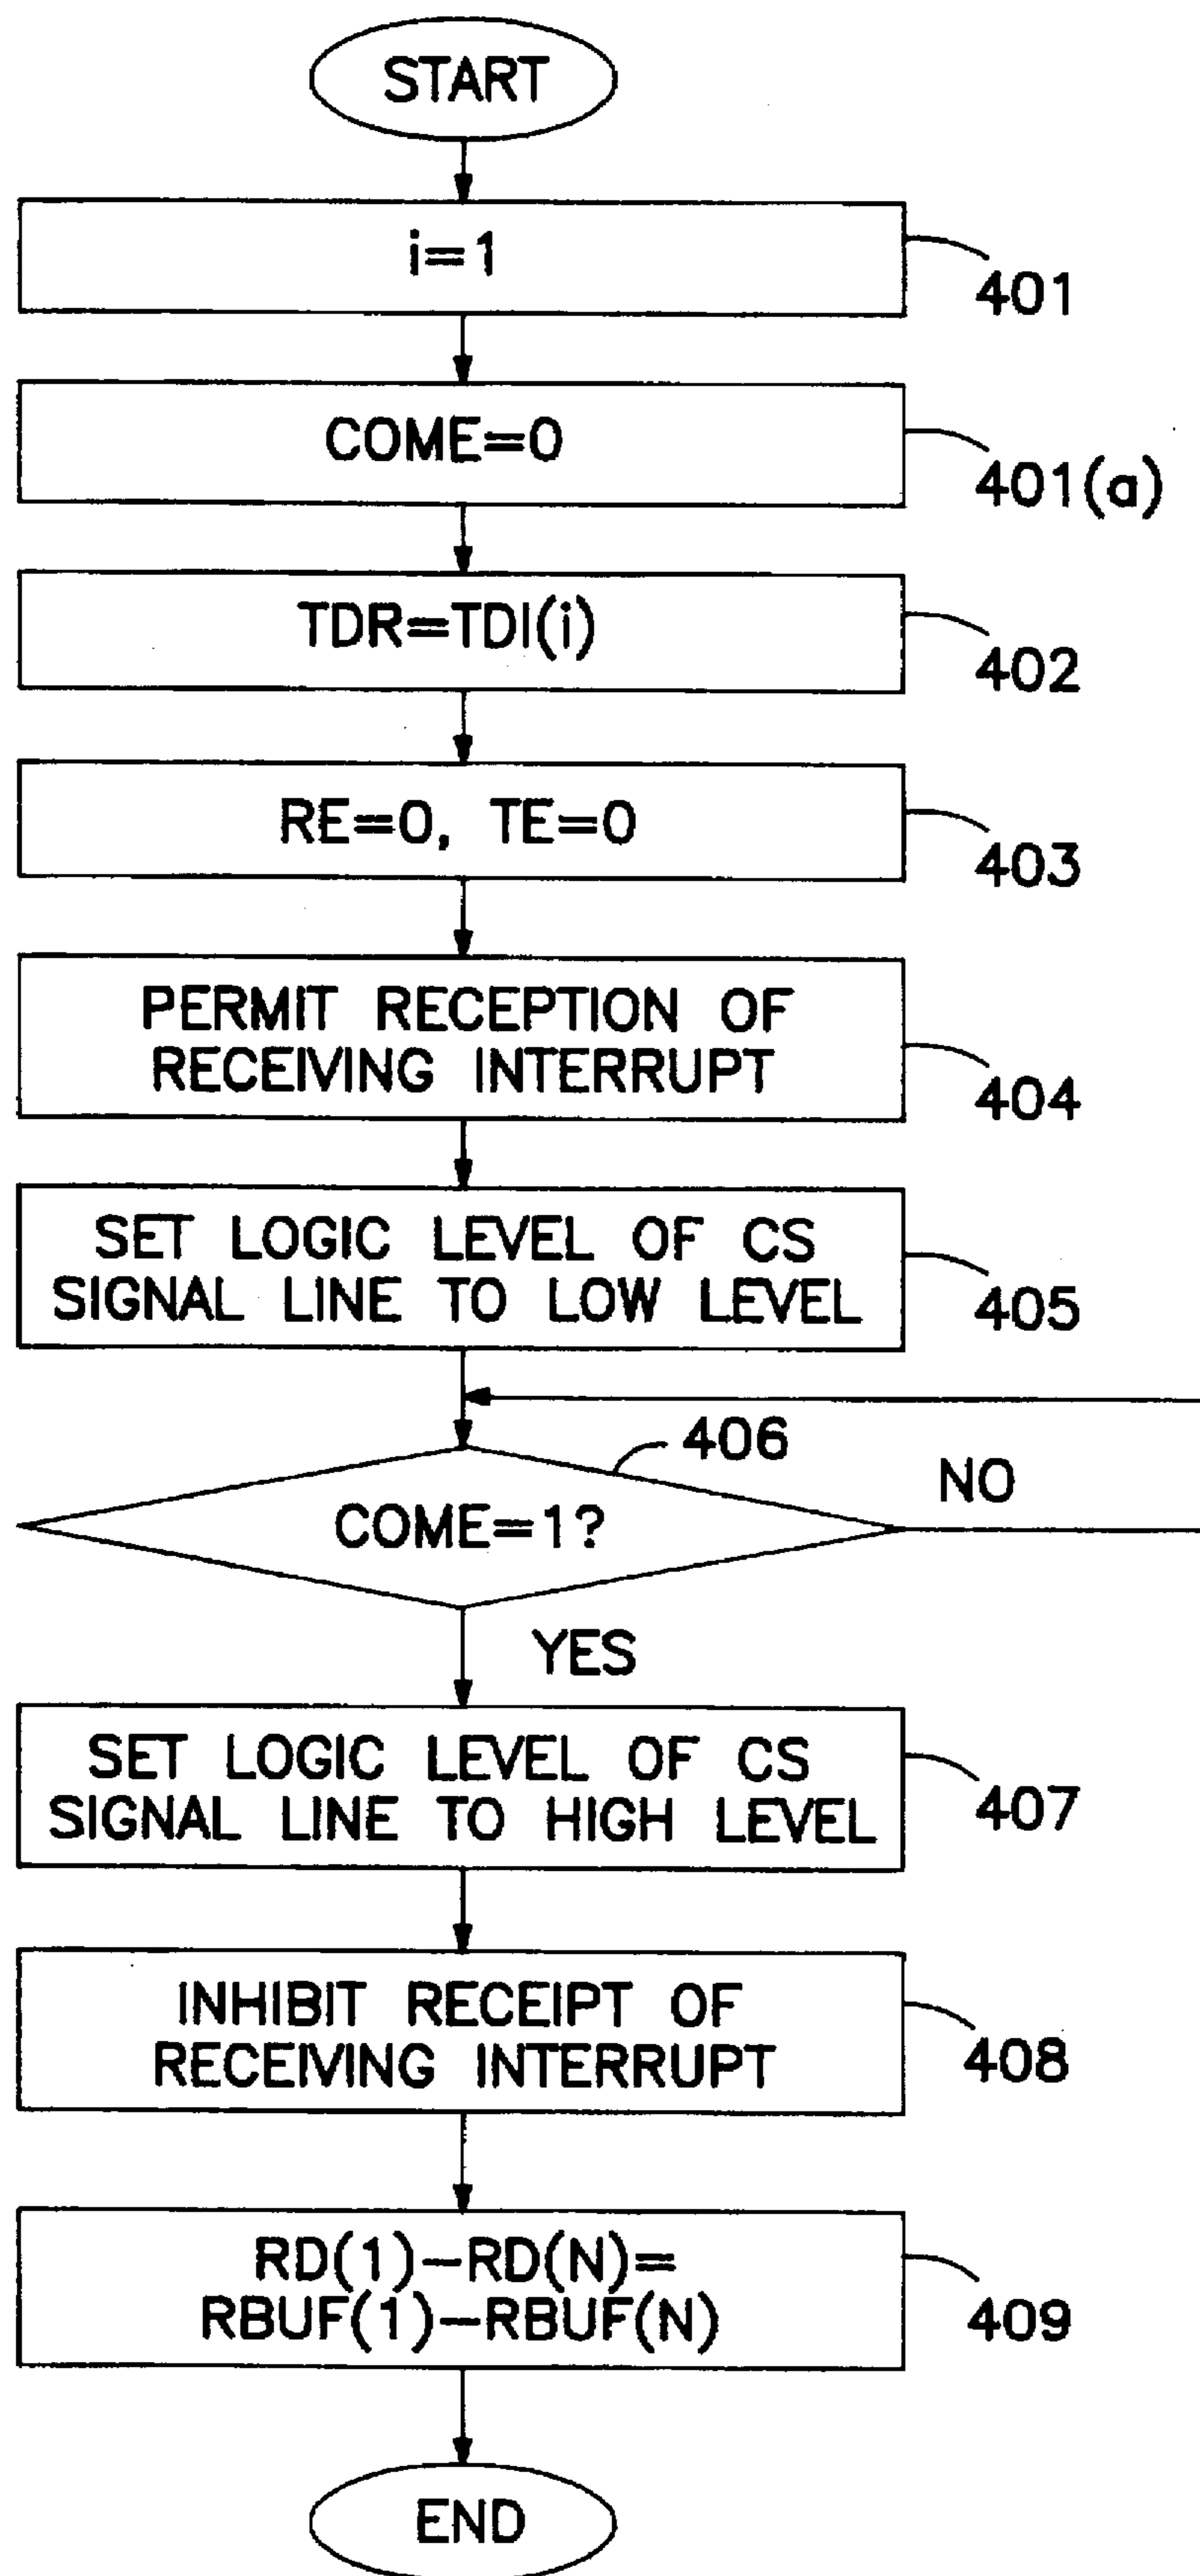 START
i=1
401
COME=0
401(a)
TDR=TDI(i)
402
RE=0, TE=0
403
PERMIT RECEPTION OF
RECEIVING INTERRUPT
404
SET LOGIC LEVEL OF CS
SIGNAL LINE TO LOW LEVEL
405
406
COME=1?
NO
YES
SET LOGIC LEVEL OF CS
SIGNAL LINE TO HIGH LEVEL
407
INHIBIT RECEIPT OF
RECEIVING INTERRUPT
408
RD(1)-RD(N)=
RBUF(1)-RBUF(N)
409
END